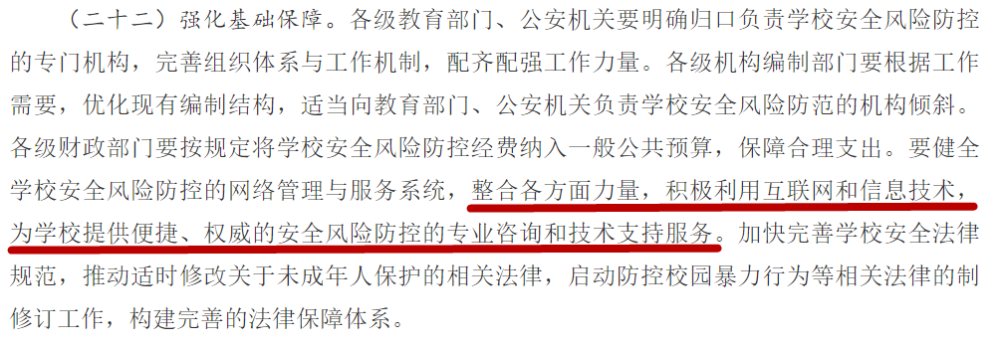 （二十二）强化基础保障。各级教育部门、公安机关要明确归口负责学校安全风险防控
的专门机构，完善组织体系与工作机制，配齐配强工作力量。各级机构编制部门要根据工作
需要，优化现有编制结构，适当向教育部门、公安机关负责学校安全风险防范的机构倾斜。
各级财政部门要按规定将学校安全风险防控经费纳入一般公共预算，保障合理支出。要健全
学校安全风险防控的网络管理与服务系统，整合各方面力量，积极利用互联网和信息技术，
为学校提供便捷、权威的安全风险防控的专业咨询和技术支持服务。加快完善学校安全法律
规范，推动适时修改关于未成年人保护的相关法律，启动防控校园暴力行为等相关法律的制
修订工作，构建完善的法律保障体系。